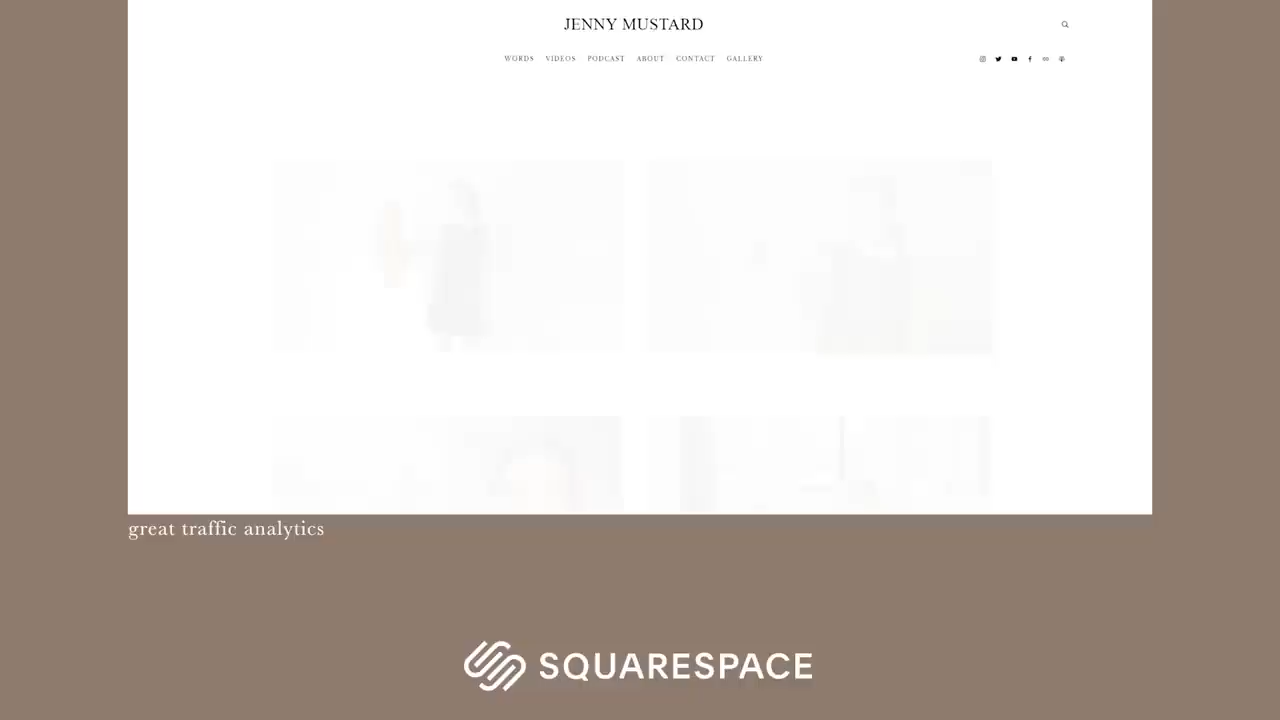 JENNY MUSTARD
WORDS VIDEOS PODCAST ABOUT CONTACT GALLERY
great traffic analytics
SQUARESPACE